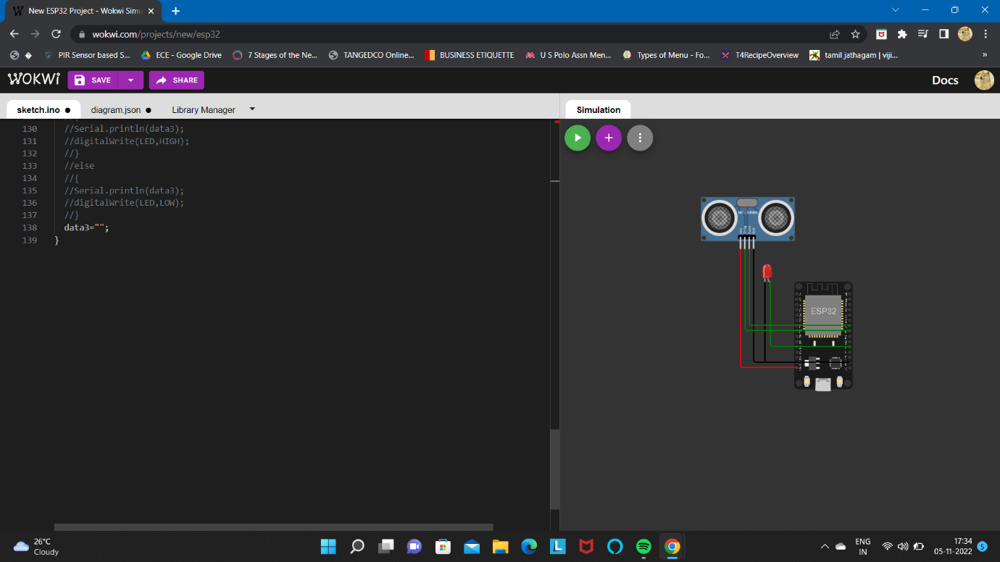 New ESP32 Project - Wokwi Simu
wokwi.com/projects/new/esp32
PIR Sensor based S...
ECE - Google Drive
7 Stages of the Ne...
TANGEDCO Online...
BUSINESS ETIQUETTE
U S Polo Assn Men...
Types of Menu - Fo...
T4RecipeOverview
tamil jathagam | viji...
»
WOKWi
SAVE
SHARE
Docs
sketch.ino ●
diagram.json ●
Library Manager
Simulation
130 //Serial.println(data3);
131 //digitalWrite(LED,HIGH);
132 //}
133 //else
134 //{
135 //Serial.println(data3);
136 //digitalWrite(LED,LOW);
137 //}
138 data3="";
139 }
HC-SR04
ESP32
26°C
Cloudy
L
ENG
IN
17:34
05-11-2022
5